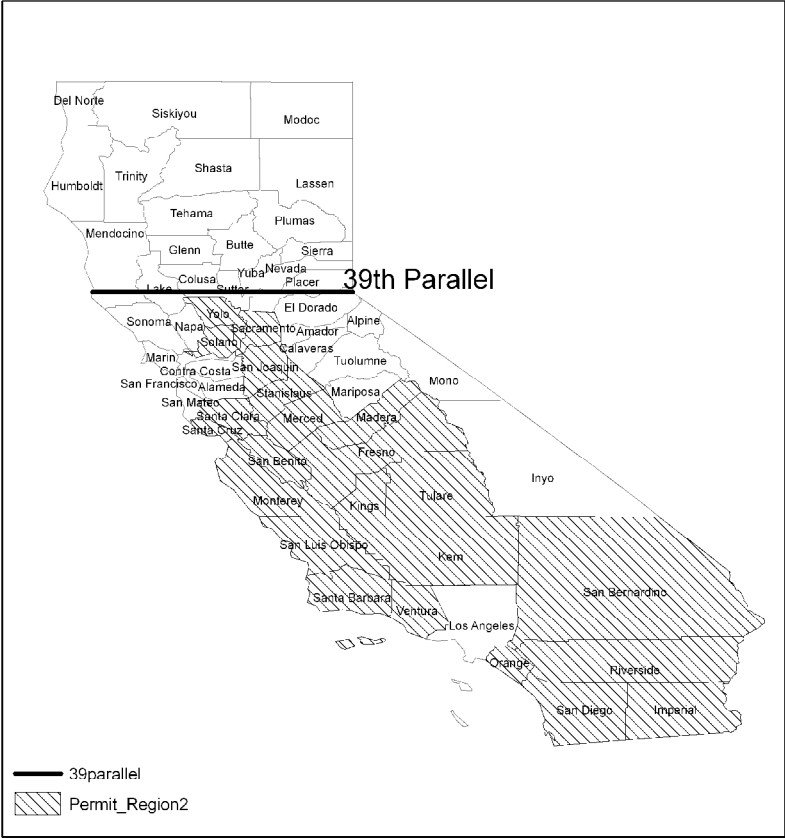 Del Norte
Siskiyou
Modoc
Humboldt
Trinity
Shasta
Lassen
Tehama
Plumas
Mendocino
Glenn
Butte
Sierra
Lake
Colusa
Sutter
Yuba
Nevada
Placer
39th Parallel
Sonoma
Napa
Yolo
Sacramento
El Dorado
Alpine
Solano
Amador
Calaveras
Marin
Contra Costa
San Joaquin
Tuolumne
San Francisco
Alameda
Stanislaus
Mariposa
Mono
San Mateo
Santa Clara
Merced
Madera
Santa Cruz
San Benito
Fresno
Inyo
Monterey
Kings
Tulare
San Luis Obispo
Kern
Santa Barbara
Ventura
Los Angeles
San Bernardino
Orange
Riverside
San Diego
Imperial
39parallel
Permit_Region2